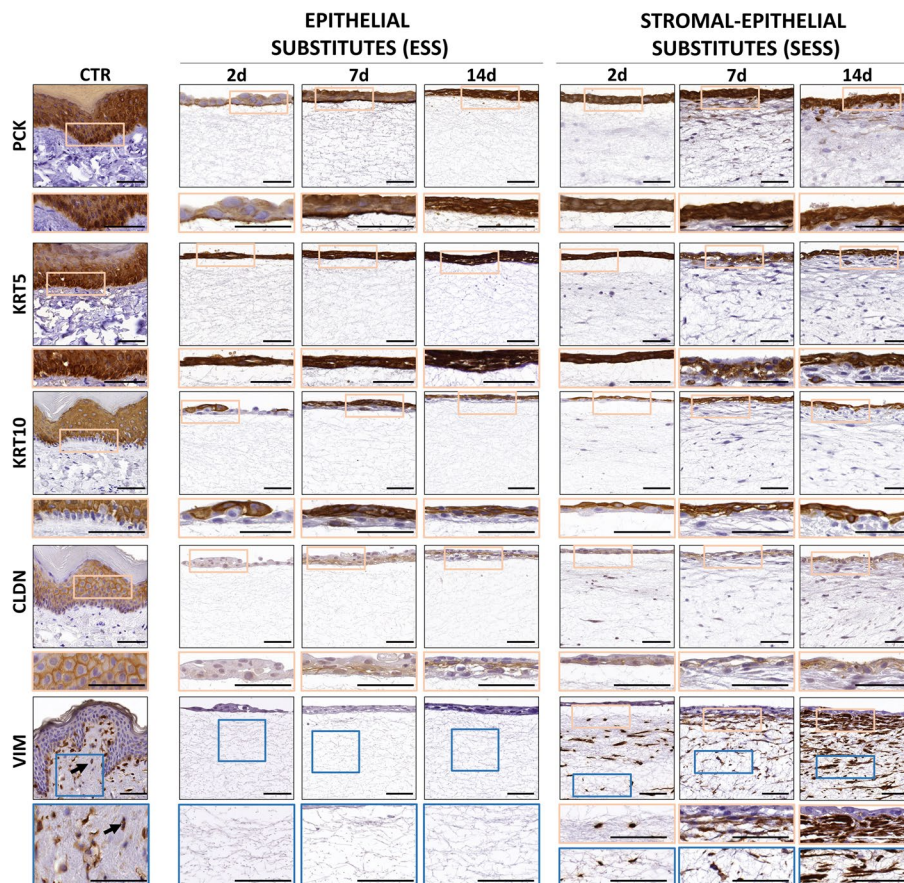 EPITHELIAL
SUBSTITUTES (ESS)
STROMAL-EPITHELIAL
SUBSTITUTES (SESS)
CTR 2d 7d 14d 2d 7d 14d
PCK
KRT5
KRT10
CLDN
VIM